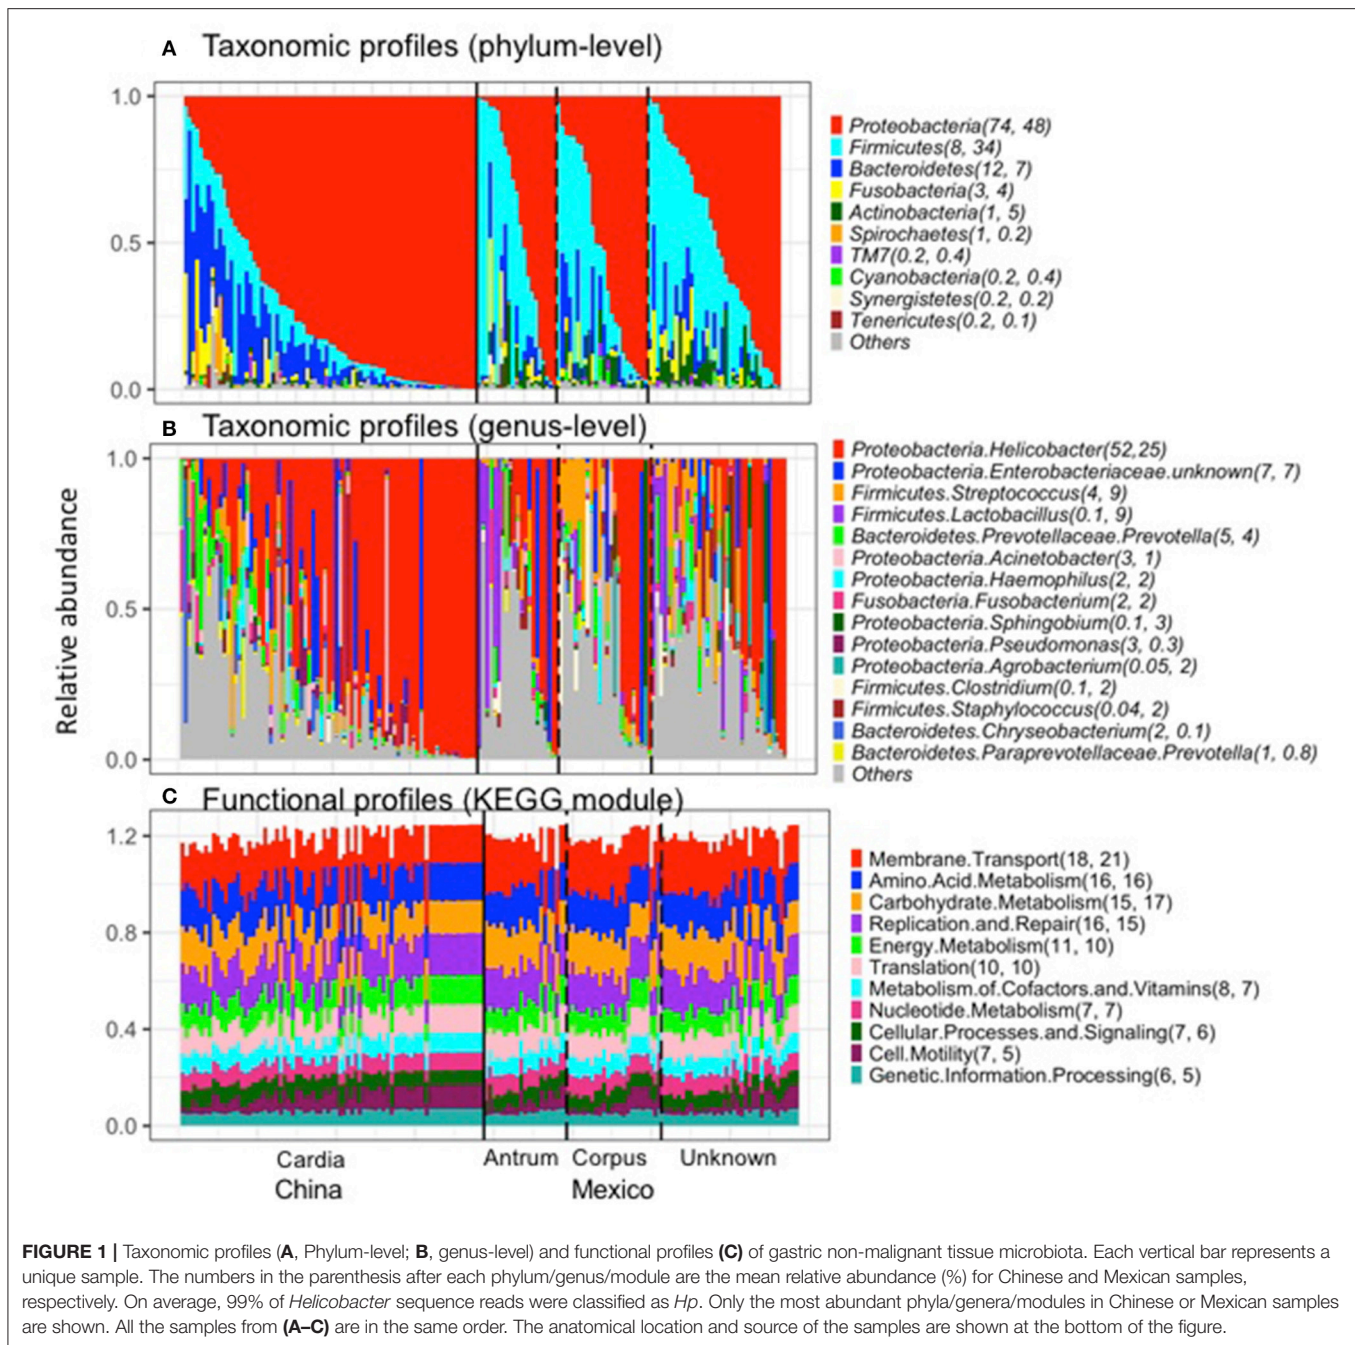 A Taxonomic profiles (phylum-level)
1.0
0.5
0.0
Proteobacteria(74, 48)
Firmicutes(8, 34)
Bacteroidetes(12, 7)
Fusobacteria(3, 4)
Actinobacteria(1, 5)
Spirochaetes(1, 0.2)
TM7(0.2, 0.4)
Cyanobacteria(0.2, 0.4)
Synergistetes(0.2, 0.2)
Tenericutes(0.2, 0.1)
Others
B Taxonomic profiles (genus-level)
Relative abundance
1.0
0.5
0.0
Proteobacteria.Helicobacter(52,25)
Proteobacteria.Enterobacteriaceae.unknown(7, 7)
Firmicutes.Streptococcus(4, 9)
Firmicutes.Lactobacillus(0.1, 9)
Bacteroidetes.Prevotellaceae.Prevotella(5, 4)
Proteobacteria.Acinetobacter(3, 1)
Proteobacteria.Haemophilus(2, 2)
Fusobacteria.Fusobacterium(2, 2)
Proteobacteria.Sphingobium(0.1, 3)
Proteobacteria.Pseudomonas(3, 0.3)
Proteobacteria.Agrobacterium(0.05, 2)
Firmicutes.Clostridium(0.1, 2)
Firmicutes.Staphylococcus(0.04, 2)
Bacteroidetes.Chryseobacterium(2, 0.1)
Bacteroidetes.Paraprevotellaceae.Prevotella(1, 0.8)
Others
C Functional profiles (KEGG module)
1.2
0.8
0.4
0.0
Membrane.Transport(18, 21)
Amino.Acid.Metabolism(16, 16)
Carbohydrate.Metabolism(15, 17)
Replication.and.Repair(16, 15)
Energy.Metabolism(11, 10)
Translation(10, 10)
Metabolism.of.Cofactors.and.Vitamins(8, 7)
Nucleotide.Metabolism(7, 7)
Cellular.Processes.and.Signaling(7, 6)
Cell.Motility(7, 5)
Genetic.Information.Processing(6, 5)
Cardia Antrum Corpus Unknown
China Mexico
FIGURE 1 | Taxonomic profiles (A, Phylum-level; B, genus-level) and functional profiles (C) of gastric non-malignant tissue microbiota. Each vertical bar represents a
unique sample. The numbers in the parenthesis after each phylum/genus/module are the mean relative abundance (%) for Chinese and Mexican samples,
respectively. On average, 99% of Helicobacter sequence reads were classified as Hp. Only the most abundant phyla/genera/modules in Chinese or Mexican samples
are shown. All the samples from (A–C) are in the same order. The anatomical location and source of the samples are shown at the bottom of the figure.